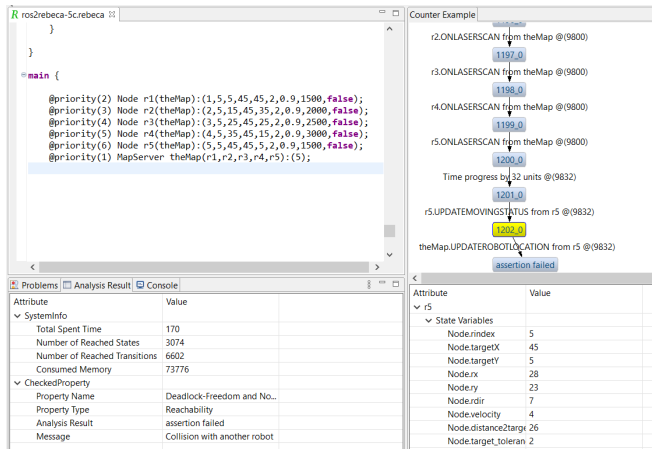 ros2rebeca-5c.rebeca
}
}
main {
@priority(2) Node r1(theMap):(1,5,5,45,45,2,0.9,1500,false);
@priority(3) Node r2(theMap):(2,5,15,45,35,2,0.9,2000,false);
@priority(4) Node r3(theMap):(3,5,25,45,25,2,0.9,2500,false);
@priority(5) Node r4(theMap):(4,5,35,45,15,2,0.9,3000,false);
@priority(6) Node r5(theMap):(5,5,45,45,5,2,0.9,1500,false);
@priority(1) MapServer theMap(r1,r2,r3,r4,r5):(5);
Problems Analysis Result Console
Attribute Value
SystemInfo
Total Spent Time 170
Number of Reached States 3074
Number of Reached Transitions 6602
Consumed Memory 73776
CheckedProperty
Property Name Deadlock-Freedom and No...
Property Type Reachability
Analysis Result assertion failed
Message Collision with another robot
Counter Example
r2.ONLASERSCAN from theMap @(9800)
1197_0
r3.ONLASERSCAN from theMap @(9800)
1198_0
r4.ONLASERSCAN from theMap @(9800)
1199_0
r5.ONLASERSCAN from theMap @(9800)
1200_0
Time progress by 32 units @(9832)
1201_0
r5.UPDATEMOVINGSTATUS from r5 @(9832)
1202_0
theMap.UPDATEROBOTLOCATION from r5 @(9832)
assertion failed
Attribute Value
r5
State Variables
Node.rindex 5
Node.targetX 45
Node.targetY 5
Node.rx 28
Node.ry 23
Node.rdir 7
Node.velocity 4
Node.distance2targe 26
Node.target_toleran 2